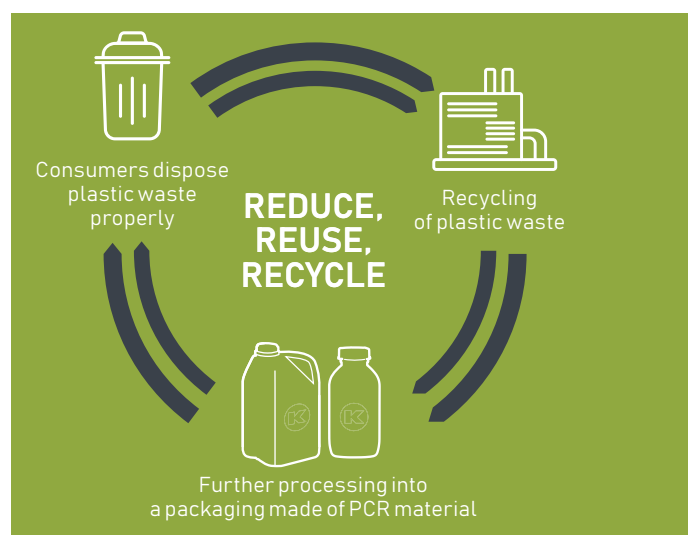 Consumers dispose
plastic waste
properly
Recycling
of plastic waste
REDUCE,
REUSE,
RECYCLE
K
K
Further processing into
a packaging made of PCR material